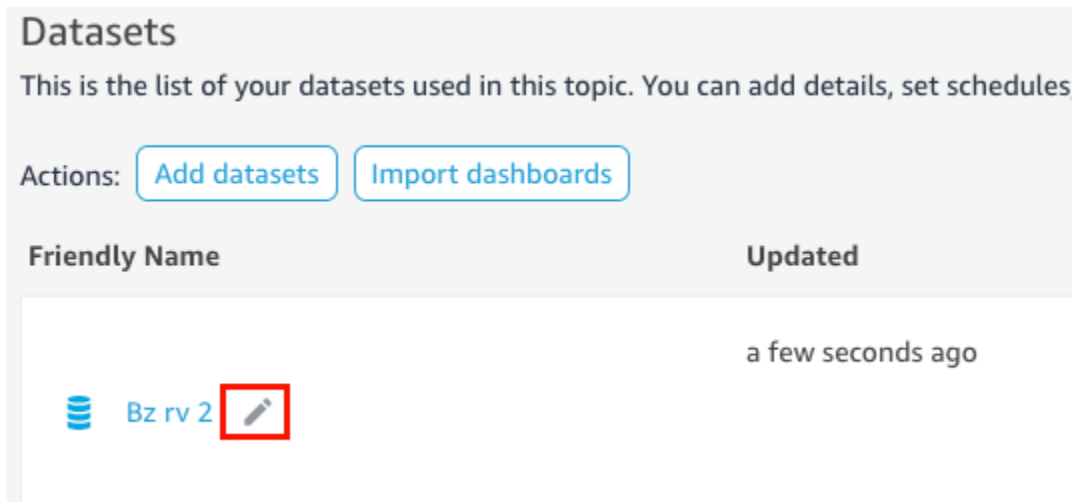 Datasets
This is the list of your datasets used in this topic. You can add details, set schedules,
Actions: Add datasets Import dashboards
Friendly Name Updated
a few seconds ago
Bz rv 2